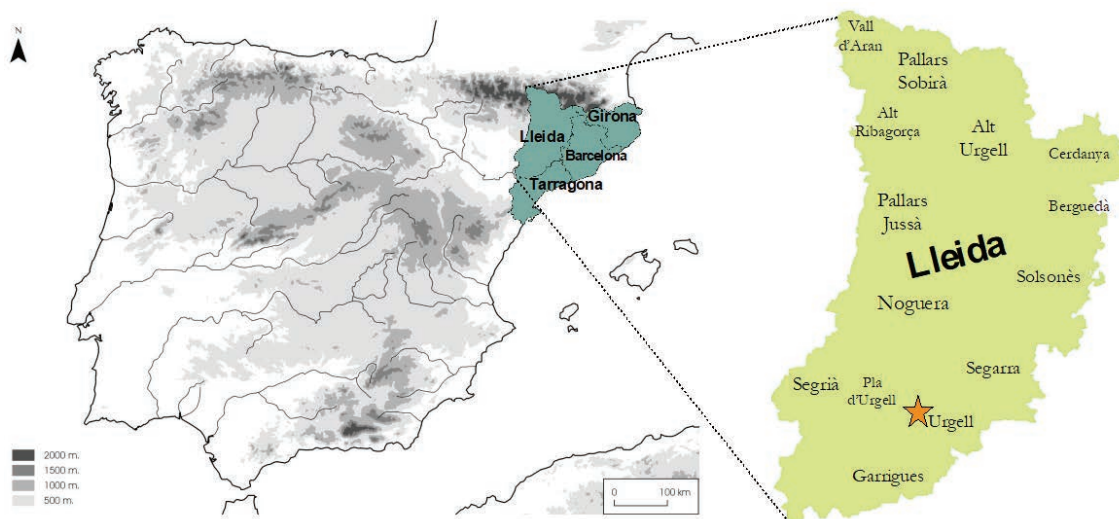 N
Girona
Lleida
Barcelona
Tarragona
2000 m.
1500 m.
1000 m.
500 m.
0 100 km
Vall
d'Aran
Pallars
Sobirà
Alt
Ribagorça
Alt
Urgell
Cerdanya
Pallars
Jussà
Berguedà
Lleida
Solsonès
Noguera
Segarra
Segrià
Pla
d'Urgell
Urgell
Garrigues